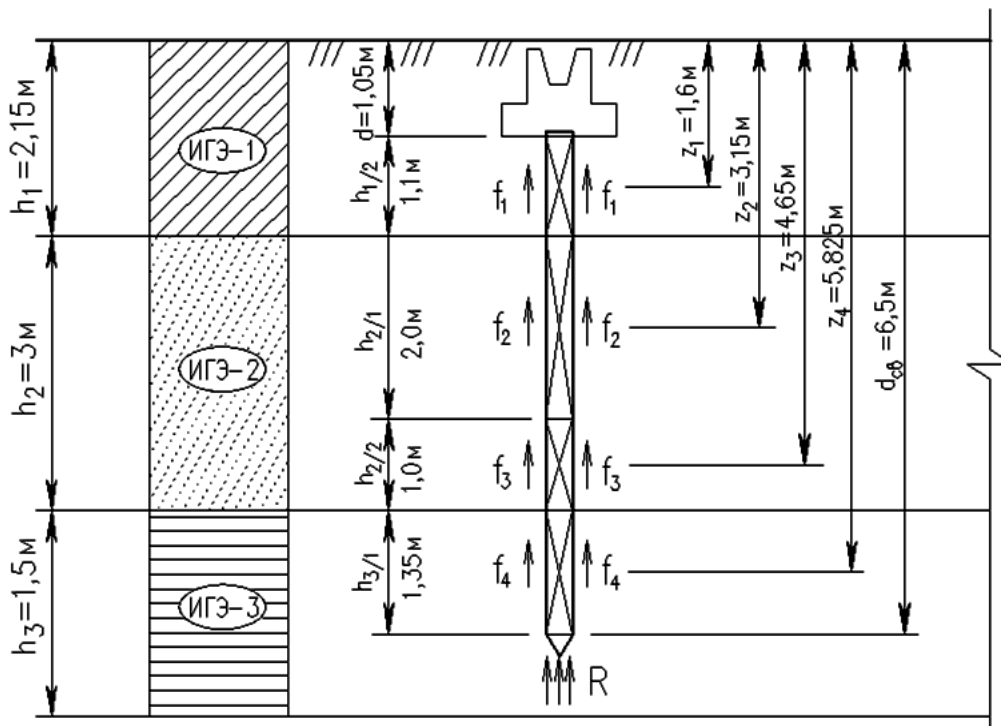 h₁ = 2,15м
ИГЭ-1
d=1,05м
h₁/₂
1,1м
f₁
f₁
z₁ = 1,6м
z₂ = 3,15м
z₃ = 4,65м
z₄ = 5,825м
d_св = 6,5м
h₂ = 3м
ИГЭ-2
h₂/₁
2,0м
f₂
f₂
h₂/₂
1,0м
f₃
f₃
h₃ = 1,5м
ИГЭ-3
h₃/₁
1,35м
f₄
f₄
R